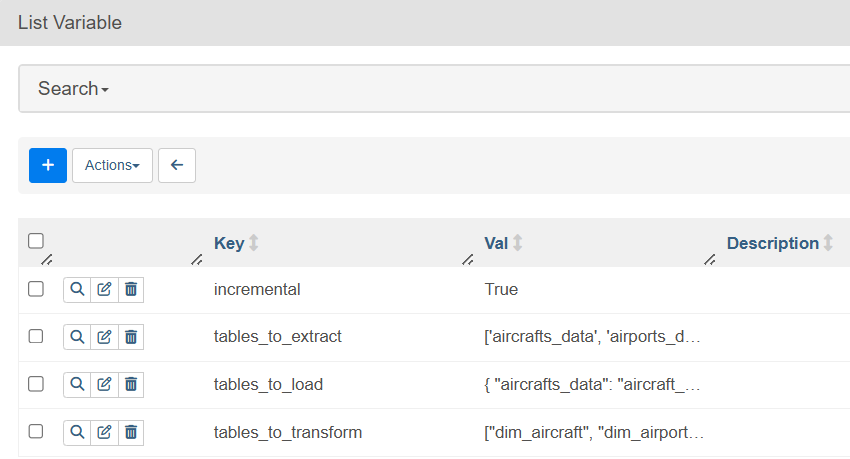 List Variable
Search
+ Actions ←
Key Val Description
incremental True
tables_to_extract ['aircrafts_data', 'airports_d…
tables_to_load { "aircrafts_data": "aircraft_…
tables_to_transform ["dim_aircraft", "dim_airport…